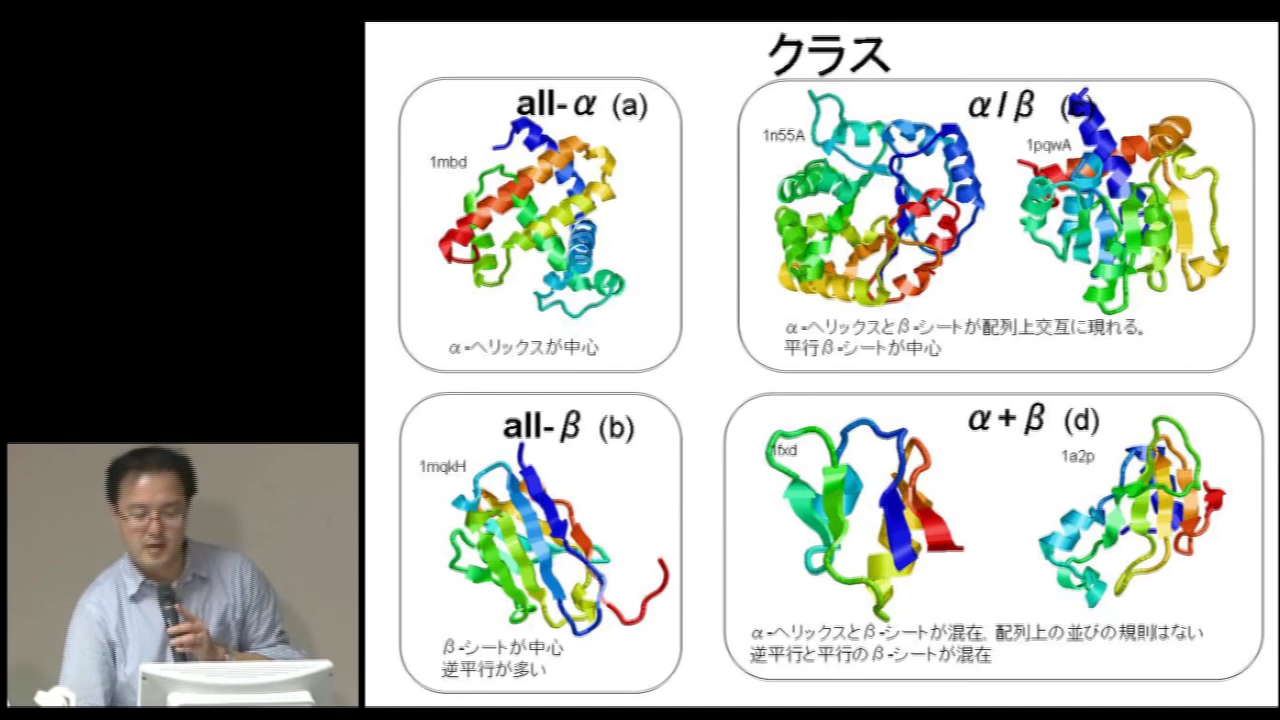 クラス
all-α (a)
1mbd
α-ヘリックスが中心
α/β
1n55A
1pqwA
α-ヘリックスとβ-シートが配列上交互に現れる。
平行β-シートが中心
all-β (b)
1mqkH
β-シートが中心
逆平行が多い
α+β (d)
1fxd
1a2p
α-ヘリックスとβ-シートが混在. 配列上の並びの規則はない
逆平行と平行のβ-シートが混在